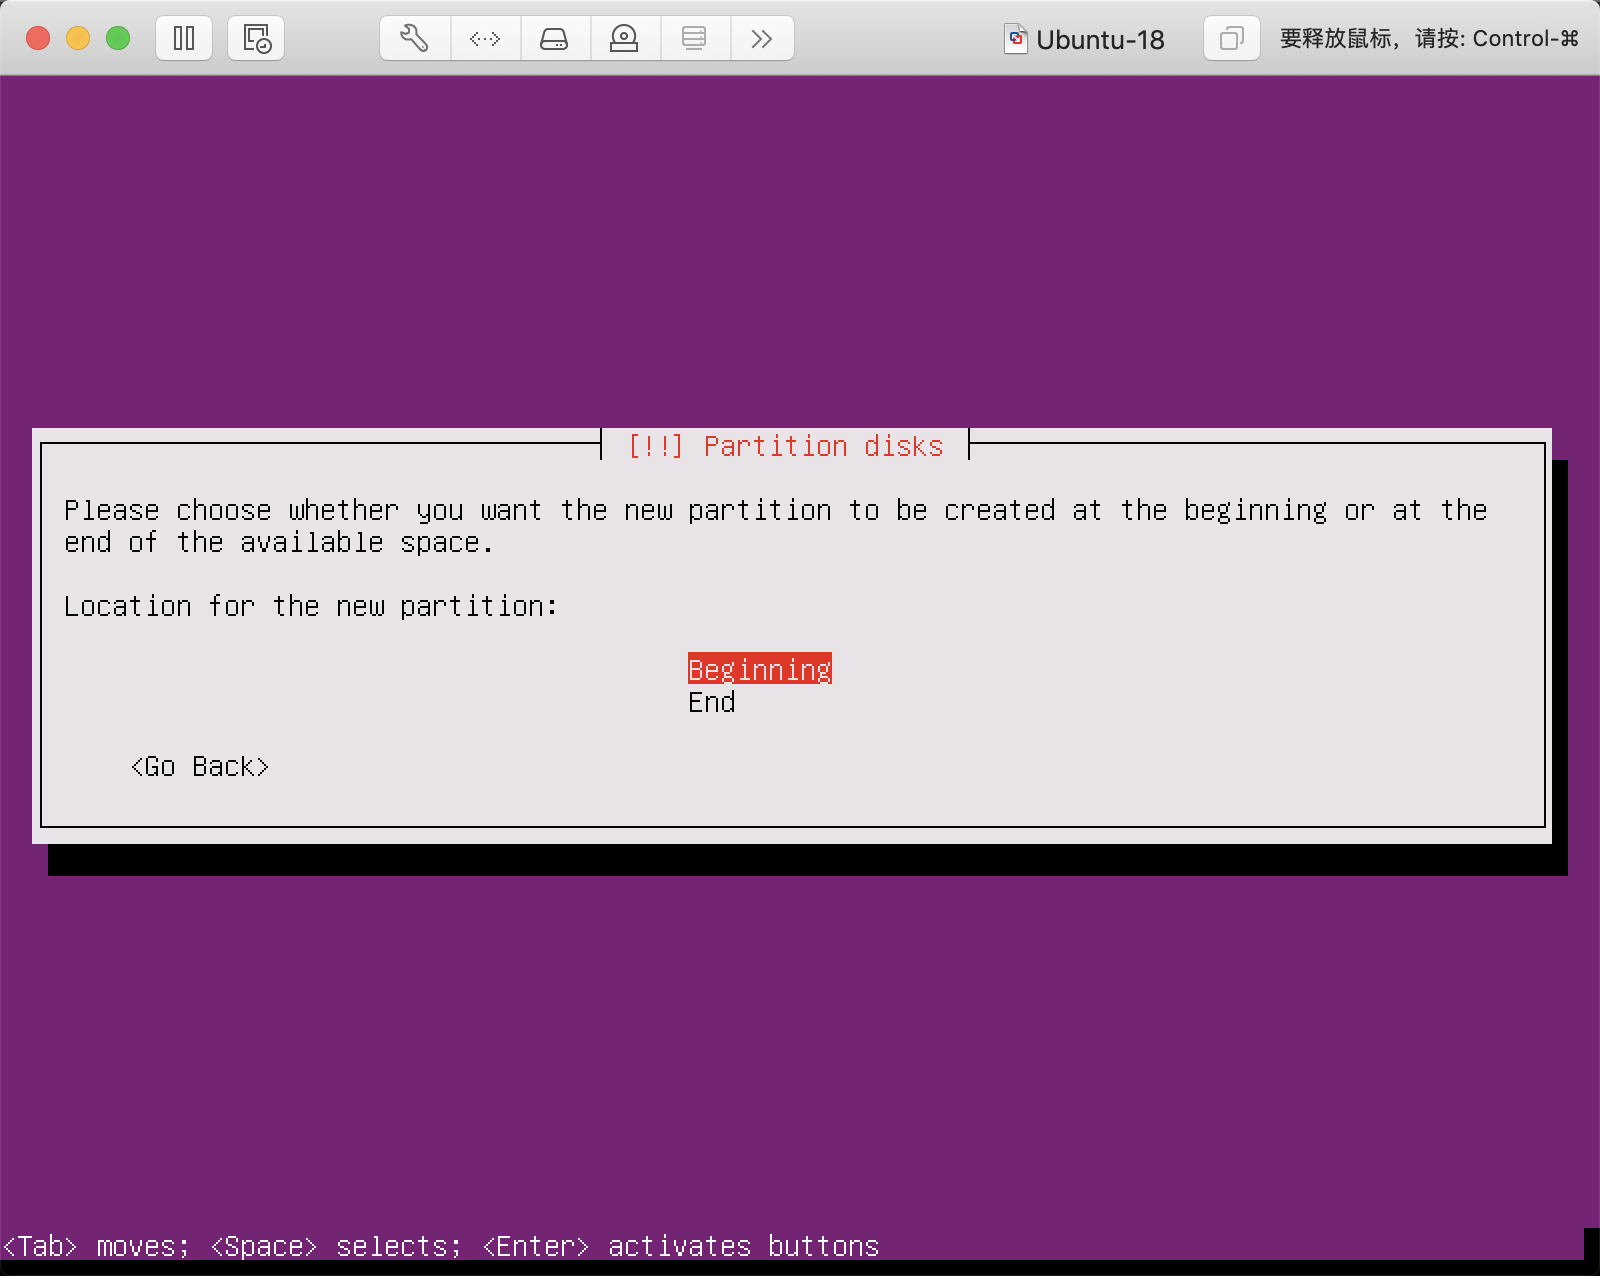 Ubuntu-18
要释放鼠标，请按: Control-⌘
[!!] Partition disks
Please choose whether you want the new partition to be created at the beginning or at the
end of the available space.
Location for the new partition:
Beginning
End
<Go Back>
<Tab> moves; <Space> selects; <Enter> activates buttons